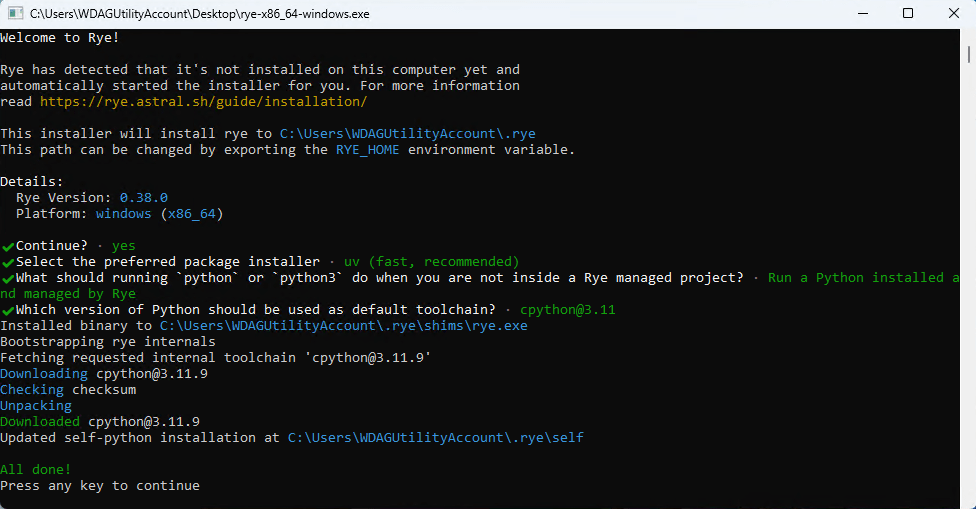 C:\Users\WDAGUtilityAccount\Desktop\rye-x86_64-windows.exe
Welcome to Rye!
Rye has detected that it's not installed on this computer yet and
automatically started the installer for you. For more information
read https://rye.astral.sh/guide/installation/
This installer will install rye to C:\Users\WDAGUtilityAccount\.rye
This path can be changed by exporting the RYE_HOME environment variable.
Details:
  Rye Version: 0.38.0
  Platform: windows (x86_64)
✔Continue? · yes
✔Select the preferred package installer · uv (fast, recommended)
✔What should running `python` or `python3` do when you are not inside a Rye managed project? · Run a Python installed a
nd managed by Rye
✔Which version of Python should be used as default toolchain? · cpython@3.11
Installed binary to C:\Users\WDAGUtilityAccount\.rye\shims\rye.exe
Bootstrapping rye internals
Fetching requested internal toolchain 'cpython@3.11.9'
Downloading cpython@3.11.9
Checking checksum
Unpacking
Downloaded cpython@3.11.9
Updated self-python installation at C:\Users\WDAGUtilityAccount\.rye\self
All done!
Press any key to continue